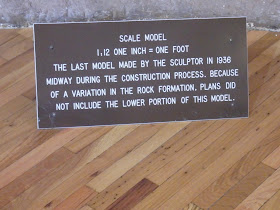 SCALE MODEL
1,12 ONE INCH = ONE FOOT
THE LAST MODEL MADE BY THE SCULPTOR IN 1936
MIDWAY DURING THE CONSTRUCTION PROCESS. BECAUSE
OF A VARIATION IN THE ROCK FORMATION, PLANS DID
NOT INCLUDE THE LOWER PORTION OF THIS MODEL.